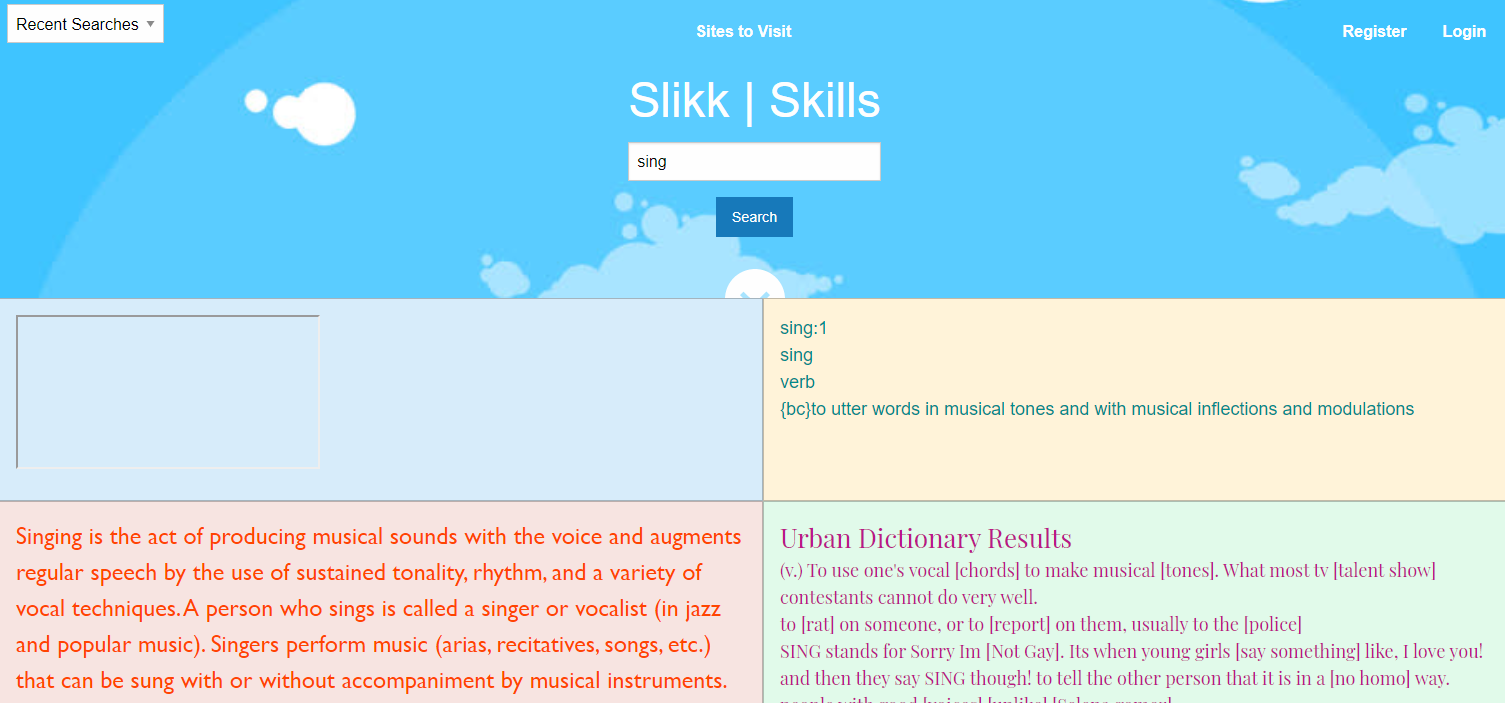 Recent Searches
Sites to Visit
Register
Login
Slikk | Skills
sing
Search
sing:1
sing
verb
{bc}to utter words in musical tones and with musical inflections and modulations
Singing is the act of producing musical sounds with the voice and augments
regular speech by the use of sustained tonality, rhythm, and a variety of
vocal techniques. A person who sings is called a singer or vocalist (in jazz
and popular music). Singers perform music (arias, recitatives, songs, etc.)
that can be sung with or without accompaniment by musical instruments.
Urban Dictionary Results
(v.) To use one's vocal [chords] to make musical [tones]. What most tv [talent show]
contestants cannot do very well.
to [rat] on someone, or to [report] on them, usually to the [police]
SING stands for Sorry Im [Not Gay]. Its when young girls [say something] like, I love you!
and then they say SING though! to tell the other person that it is in a [no homo] way.